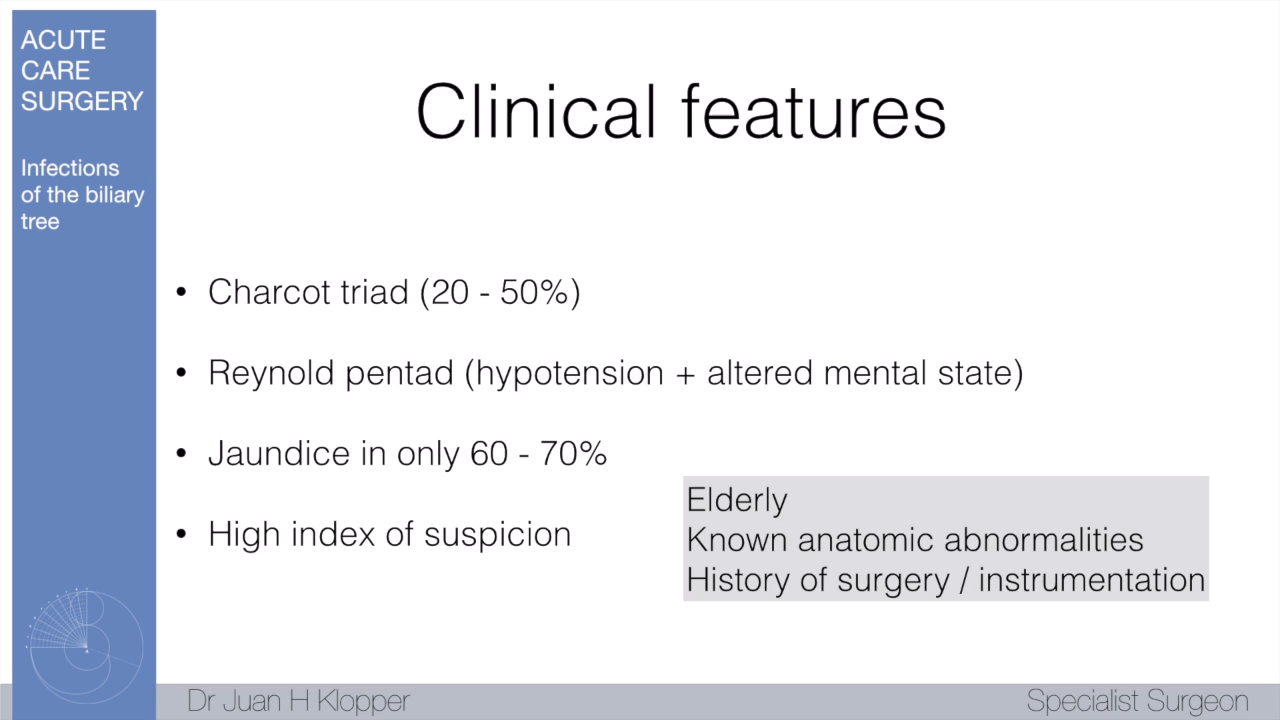 ACUTE
CARE
SURGERY
Infections
of the biliary
tree
Clinical features
• Charcot triad (20 - 50%)
• Reynold pentad (hypotension + altered mental state)
• Jaundice in only 60 - 70%
• High index of suspicion
Elderly
Known anatomic abnormalities
History of surgery / instrumentation
Dr Juan H Klopper
Specialist Surgeon